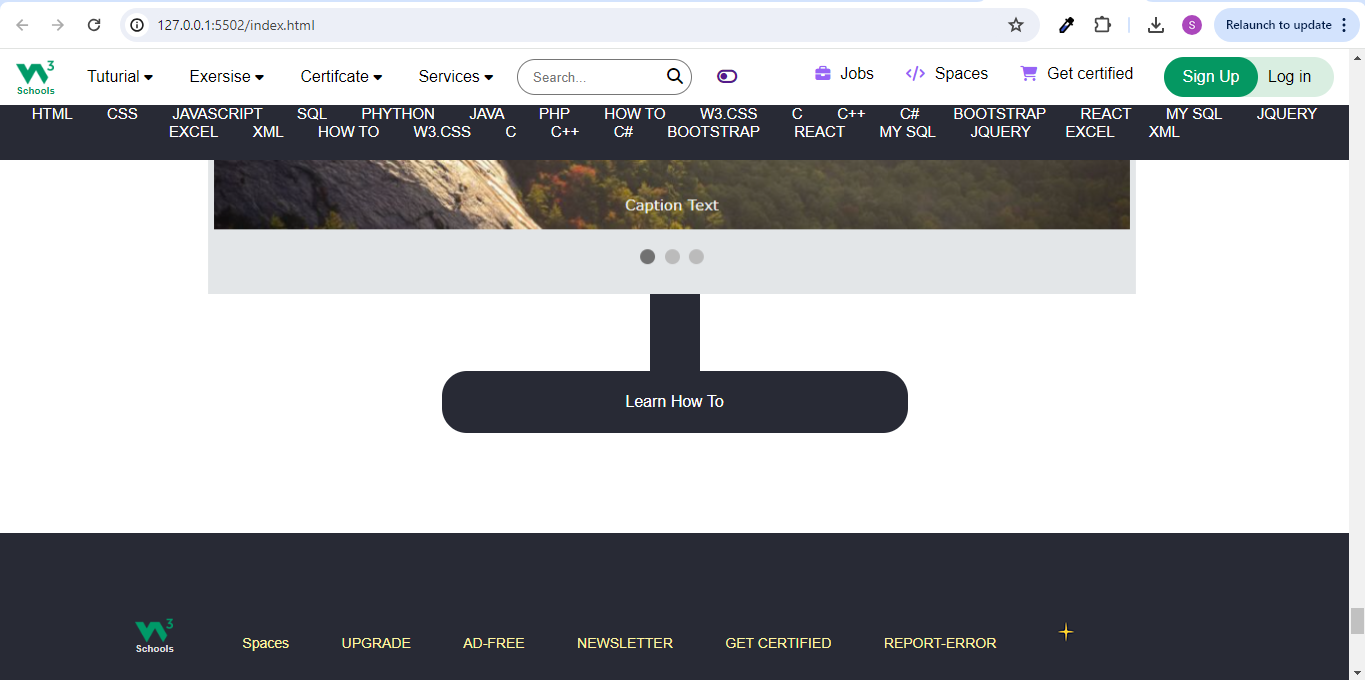 127.0.0.1:5502/index.html
S
Relaunch to update
3
Schools
Tuturial
Exersise
Certifcate
Services
Search...
Jobs
Spaces
Get certified
Sign Up
Log in
HTML CSS JAVASCRIPT SQL PHYTHON JAVA PHP HOW TO W3.CSS C C++ C# BOOTSTRAP REACT MY SQL JQUERY
EXCEL XML HOW TO W3.CSS C C++ C# BOOTSTRAP REACT MY SQL JQUERY EXCEL XML
Caption Text
Learn How To
3
Schools
Spaces
UPGRADE
AD-FREE
NEWSLETTER
GET CERTIFIED
REPORT-ERROR